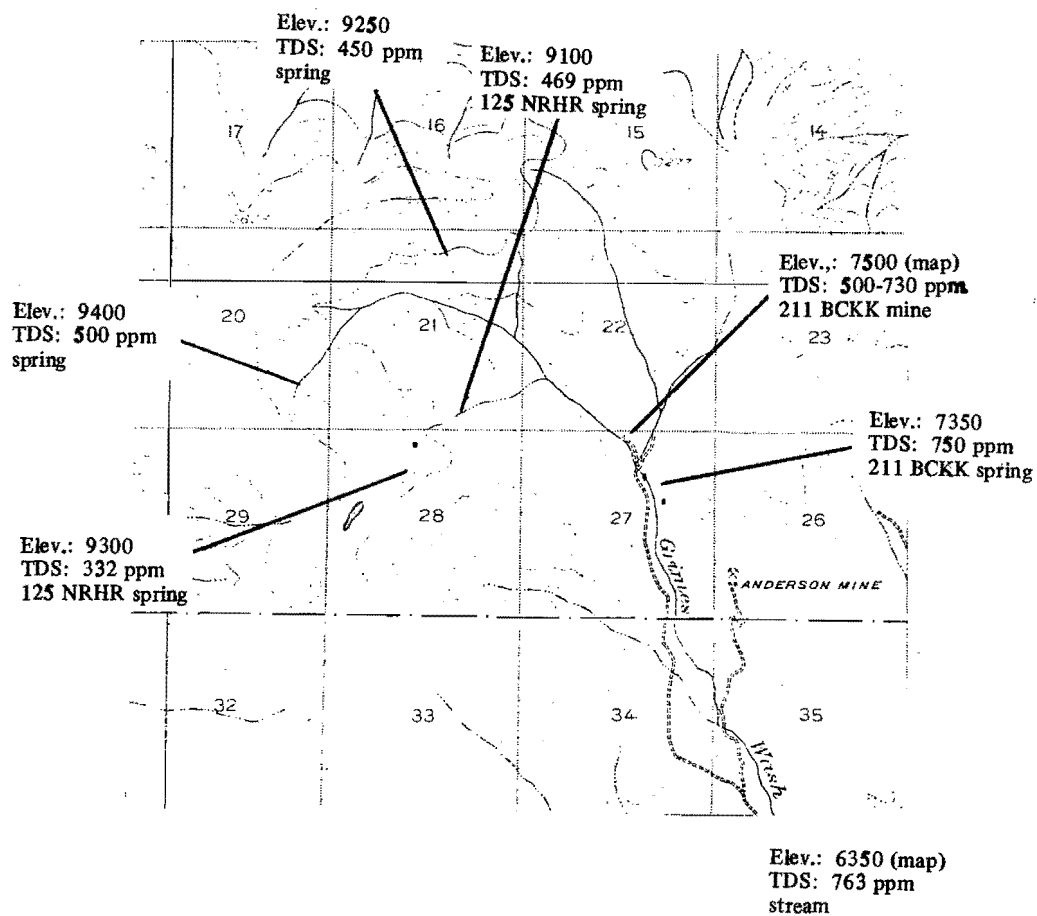 Elev.: 9250
TDS: 450 ppm
spring
Elev.: 9100
TDS: 469 ppm
125 NRHR spring
17
16
15
14
Elev.,: 7500 (map)
TDS: 500-730 ppm
211 BCKK mine
Elev.: 9400
TDS: 500 ppm
spring
20
21
22
23
Elev.: 7350
TDS: 750 ppm
211 BCKK spring
29
28
27
26
Elev.: 9300
TDS: 332 ppm
125 NRHR spring
Grimes
ANDERSON MINE
32
33
34
35
Wash
Elev.: 6350 (map)
TDS: 763 ppm
stream